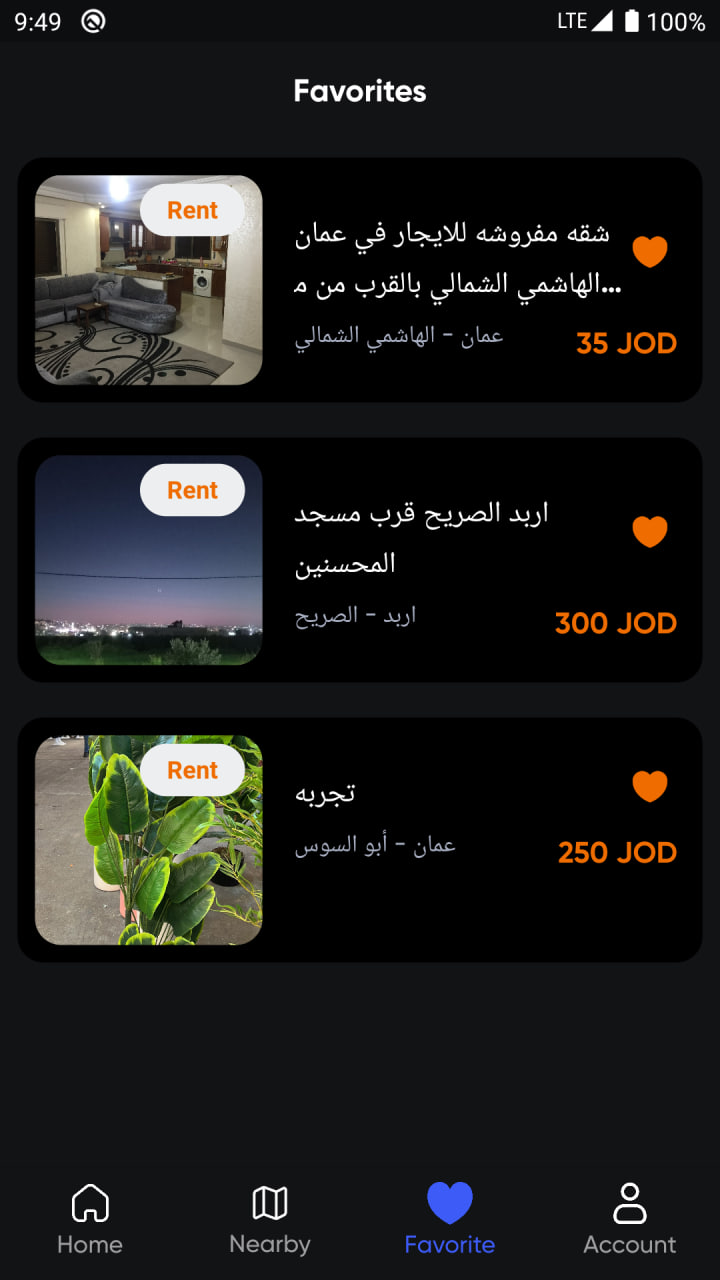 9:49
LTE 100%
Favorites
Rent
شقه مفروشه للايجار في عمان
الهاشمي الشمالي بالقرب من م...
عمان - الهاشمي الشمالي
35 JOD
Rent
اربد الصريح قرب مسجد
المحسنين
اربد - الصريح
300 JOD
Rent
تجربه
عمان - أبو السوس
250 JOD
Home
Nearby
Favorite
Account